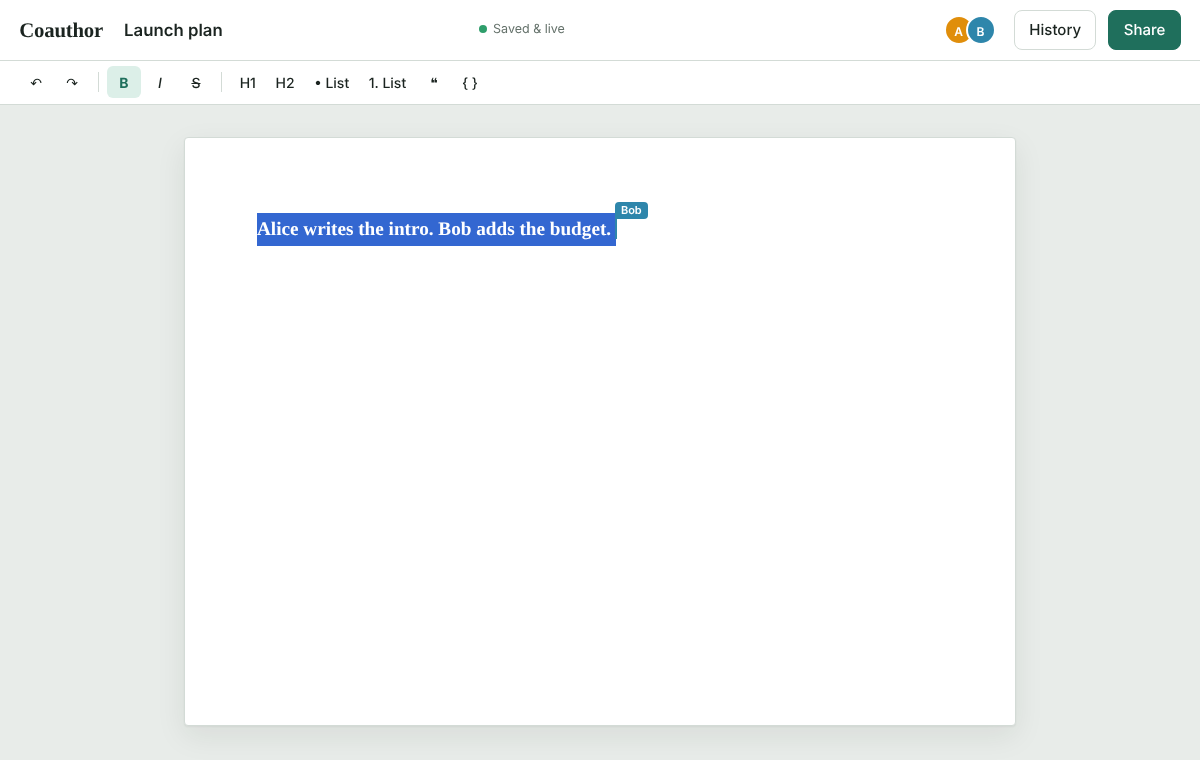 Coauthor Launch plan Saved & live A B History Share
↶ ↷ B I S H1 H2 • List 1. List ❝ { }
Bob
Alice writes the intro. Bob adds the budget.